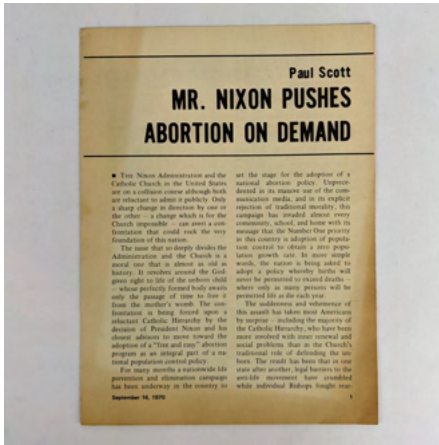 Paul Scott
MR. NIXON PUSHES
ABORTION ON DEMAND
■ THE NIXON Administration and the
Catholic Church in the United States
are on a collision course although both
are reluctant to admit it publicly. Only
a sharp change in direction by one or
the other — a change which is for the
Church impossible — can avert a con-
frontation that could rock the very
foundation of this nation.
The issue that so deeply divides the
Administration and the Church is a
moral one that is almost as old as
history. It revolves around the God-
given right to life of the unborn child
— whose perfectly formed body awaits
only the passage of time to free it
from the mother's womb. The con-
frontation is being forced upon a
reluctant Catholic Hierarchy by the
decision of President Nixon and his
closest advisors to move toward the
adoption of a "free and easy" abortion
program as an integral part of a na-
tional population control policy.
For many months a nationwide life
prevention and elimination campaign
has been underway in the country to
September 16, 1970
set the stage for the adoption of a
national abortion policy. Unprece-
dented in its massive use of the com-
munication media, and in its explicit
rejection of traditional morality, this
campaign has invaded almost every
community, school, and home with its
message that the Number One priority
in this country is adoption of popula-
tion control to obtain a zero popu-
lation growth rate. In more simple
words, the nation is being asked to
adopt a policy whereby births will
never be permitted to exceed deaths —
where only as many persons will be
permitted life as die each year.
The suddenness and vehemence of
this assault has taken most Americans
by surprise — including the majority of
the Catholic Hierarchy, who have been
more involved with inner renewal and
social problems than in the Church's
traditional role of defending the un-
born. The result has been that in one
state after another, legal barriers to the
anti-life movement have crumbled
while individual Bishops fought rear-
1